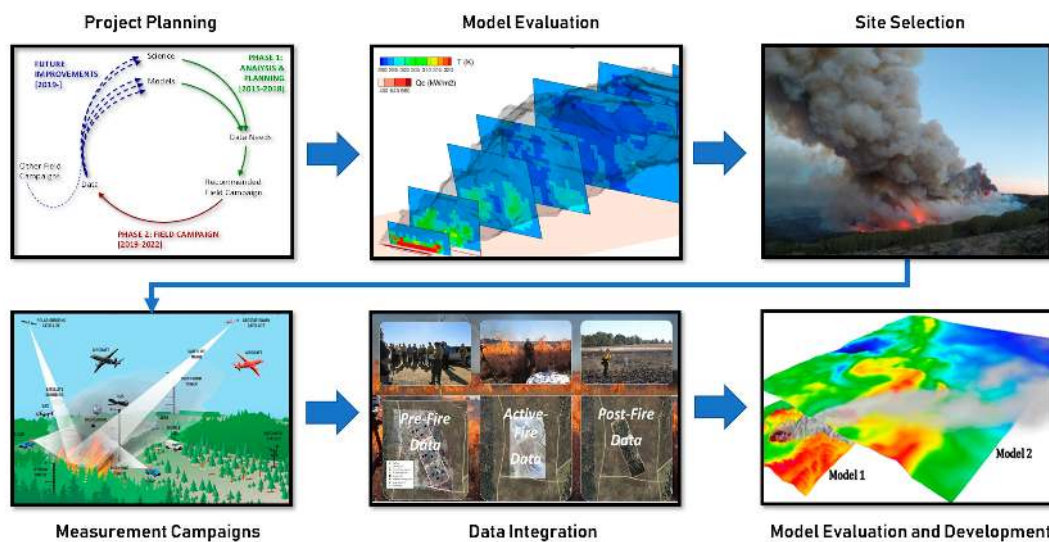 Project Planning
Model Evaluation
Site Selection
FUTURE
IMPROVEMENTS
(2019-)
Science
Models
PHASE 1:
ANALYSIS &
PLANNING
(2015-2018)
Data Needs
Other Field
Campaigns
Data
Recommended
Field Campaign
PHASE 2: FIELD CAMPAIGN
(2019-2022)
T (K)
Qc (kW/m2)
AIRCRAFT
AIRCRAFT
Pre-Fire
Data
Active-
Fire
Data
Post-Fire
Data
Model 1
Model 2
Measurement Campaigns
Data Integration
Model Evaluation and Development